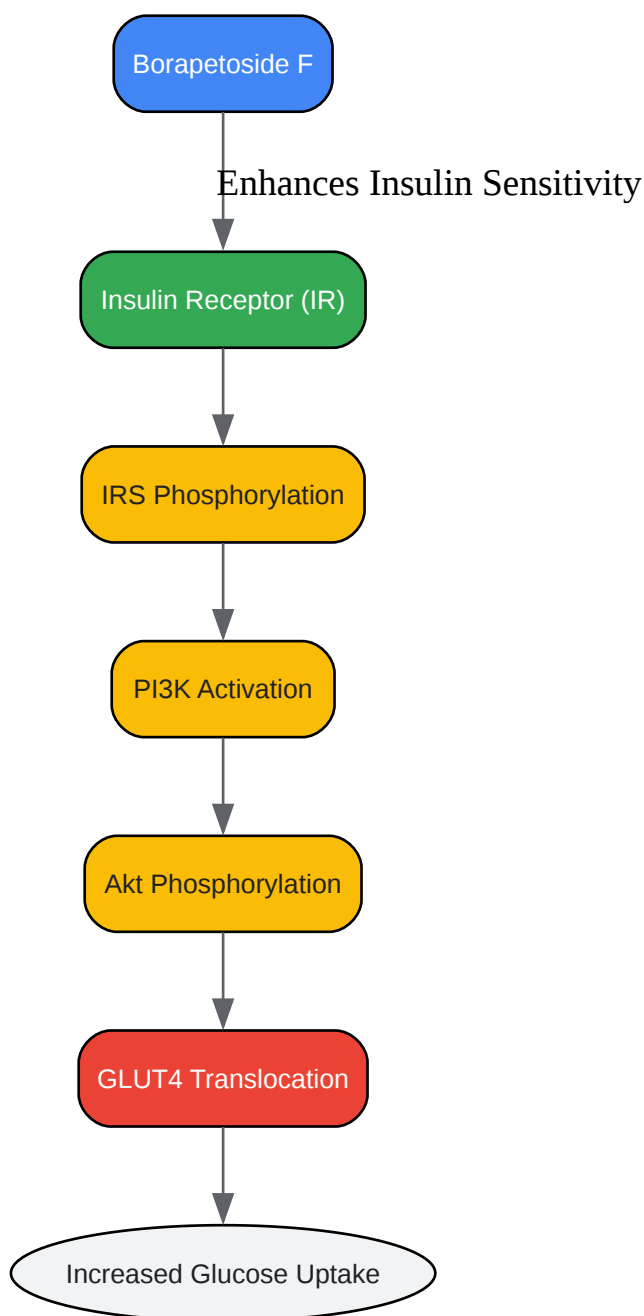 Borapetoside F
Enhances Insulin Sensitivity
Insulin Receptor (IR)
IRS Phosphorylation
PI3K Activation
Akt Phosphorylation
GLUT4 Translocation
Increased Glucose Uptake